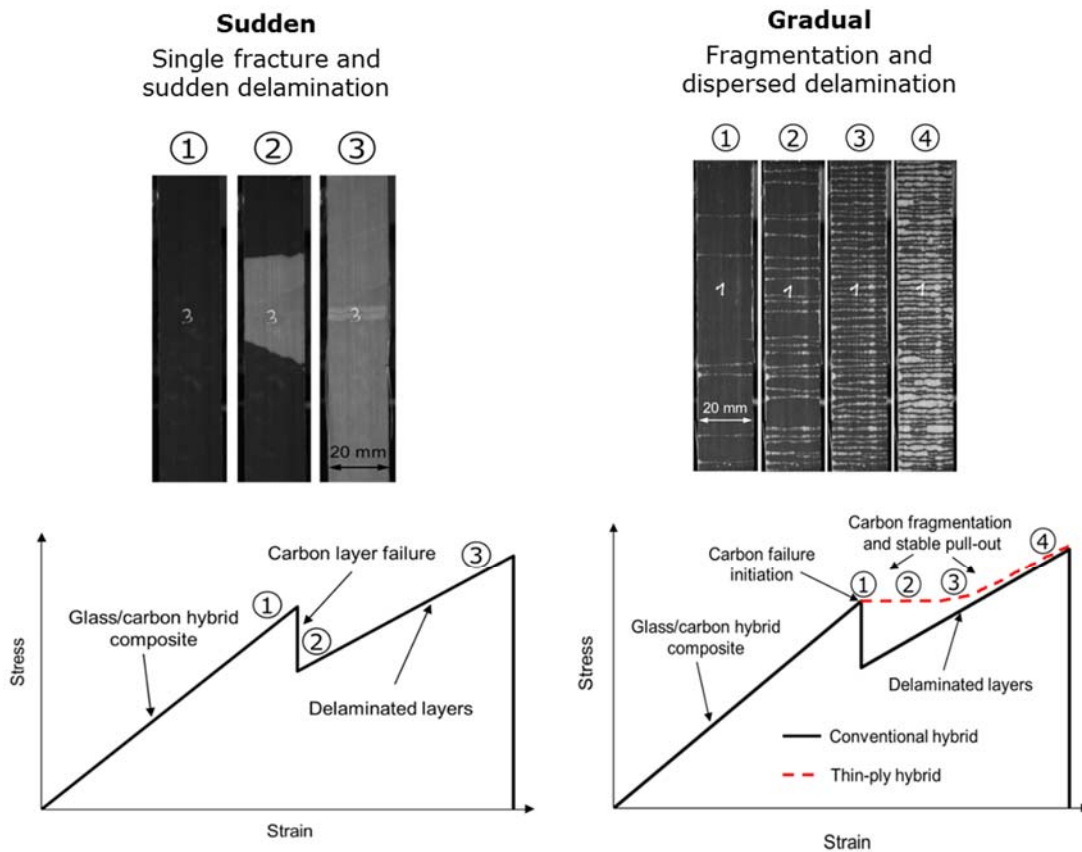 Sudden
Single fracture and
sudden delamination
① ② ③
3 3 3
20 mm
Stress
Glass/carbon hybrid
composite
①
②
③
Carbon layer failure
Delaminated layers
Strain
Gradual
Fragmentation and
dispersed delamination
① ② ③ ④
1 1 1 1
20 mm
Stress
Glass/carbon hybrid
composite
Carbon failure
initiation
Carbon fragmentation
and stable pull-out
① ② ③ ④
Delaminated layers
Conventional hybrid
Thin-ply hybrid
Strain